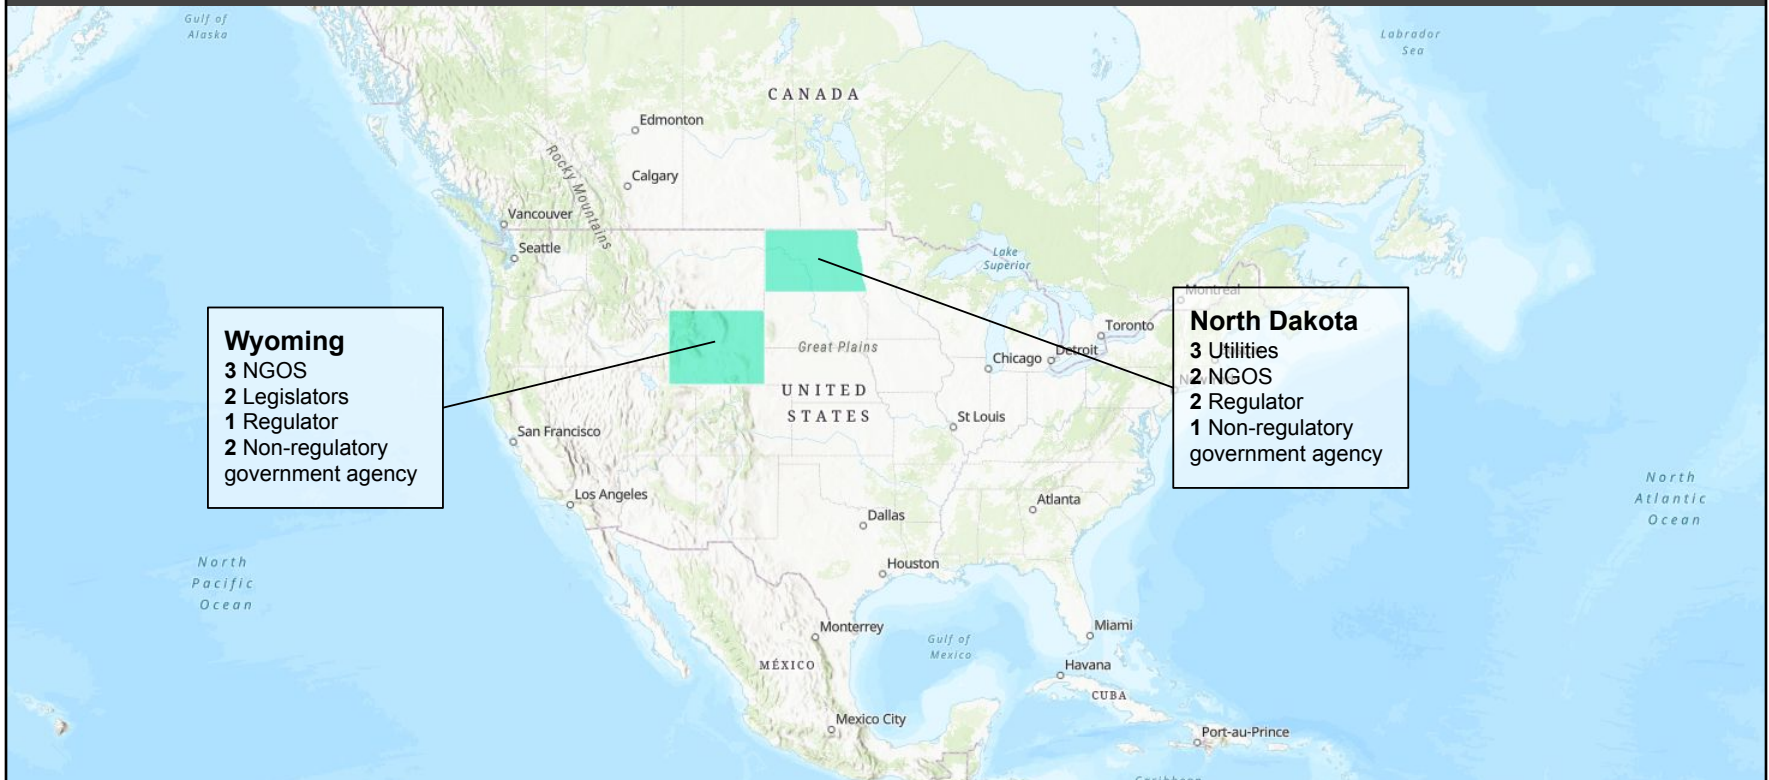 Gulf of
Alaska
Labrador
Sea
CANADA
Edmonton
Rocky Mountains
Calgary
Vancouver
Seattle
Lake
Superior
Montreal
Wyoming
3 NGOS
2 Legislators
1 Regulator
2 Non-regulatory
government agency
North Dakota
3 Utilities
2 NGOS
2 Regulator
1 Non-regulatory
government agency
Toronto
Great Plains
Chicago
Detroit
UNITED
STATES
St Louis
San Francisco
Los Angeles
Atlanta
Dallas
North
Atlantic
Ocean
Houston
North
Pacific
Ocean
Monterrey
Gulf of
Mexico
Miami
MÉXICO
Havana
CUBA
Mexico City
Port-au-Prince